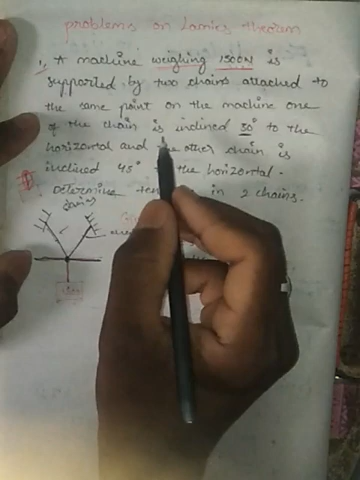 problems on Lamies theoram
1. A machine weighing 1500N is
supported by two chains attached to
the same point on the machine one
of the chain is inclined 30° to the
horizontal and the other chain is
inclined 45° the horizontal.
Determine in 2 chains.